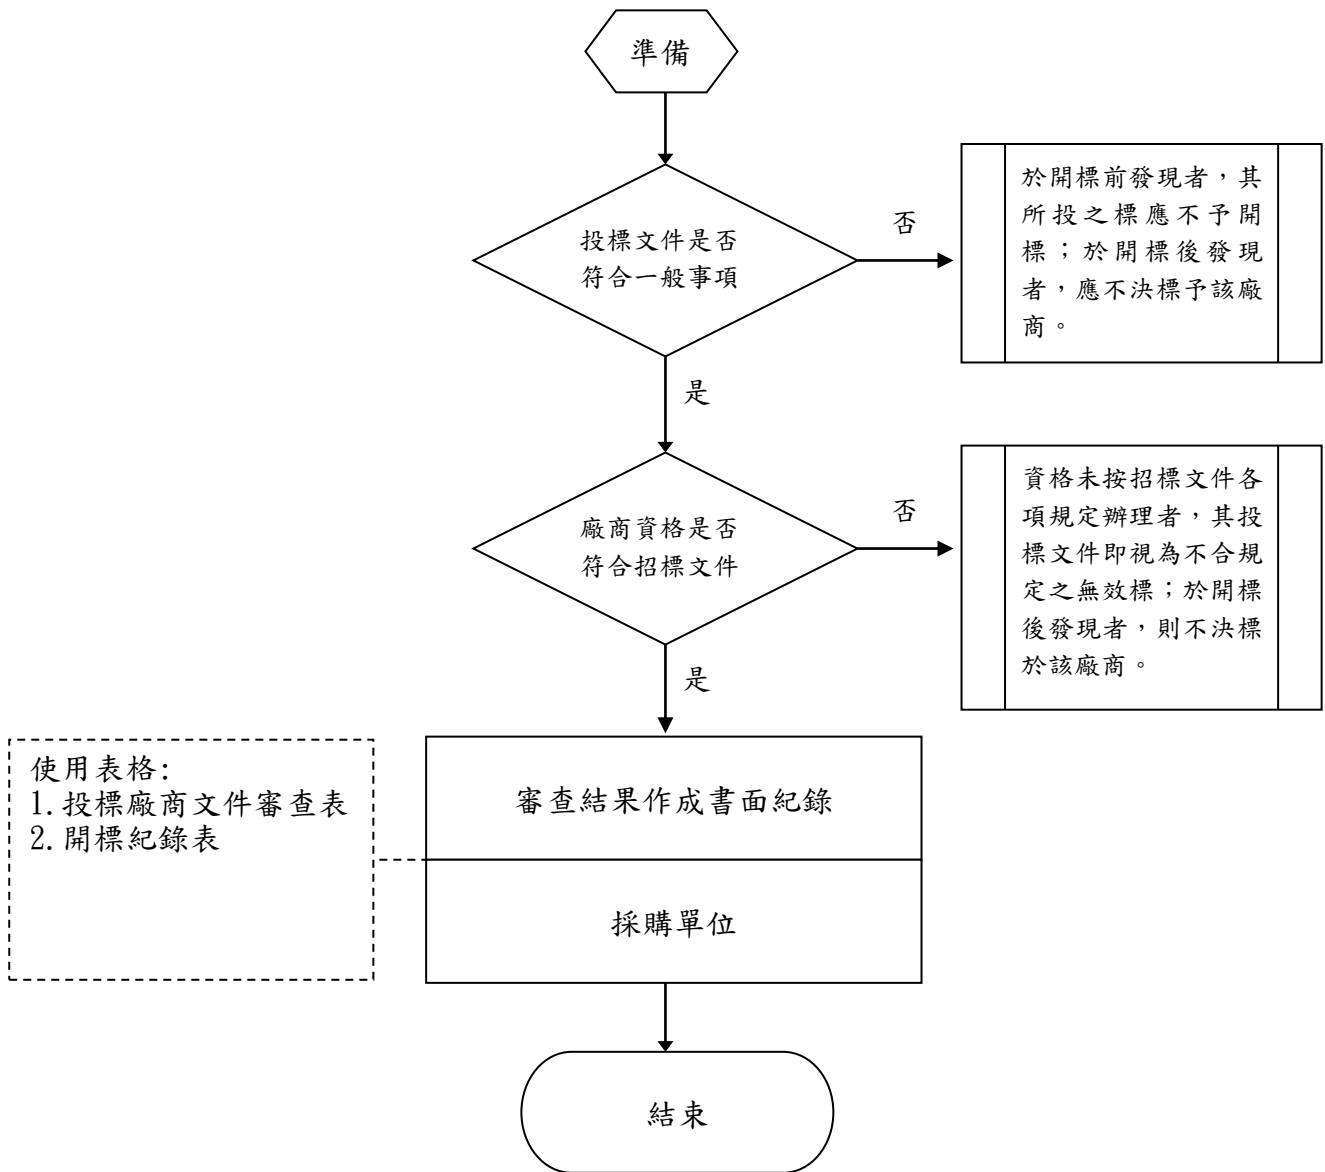 準備
投標文件是否
符合一般事項
否
於開標前發現者，其
所投之標應不予開
標；於開標後發現
者，應不決標予該廠
商。
是
廠商資格是否
符合招標文件
否
資格未按招標文件各
項規定辦理者，其投
標文件即視為不合規
定之無效標；於開標
後發現者，則不決標
於該廠商。
是
使用表格:
1.投標廠商文件審查表
2.開標紀錄表
審查結果作成書面紀錄
採購單位
結束